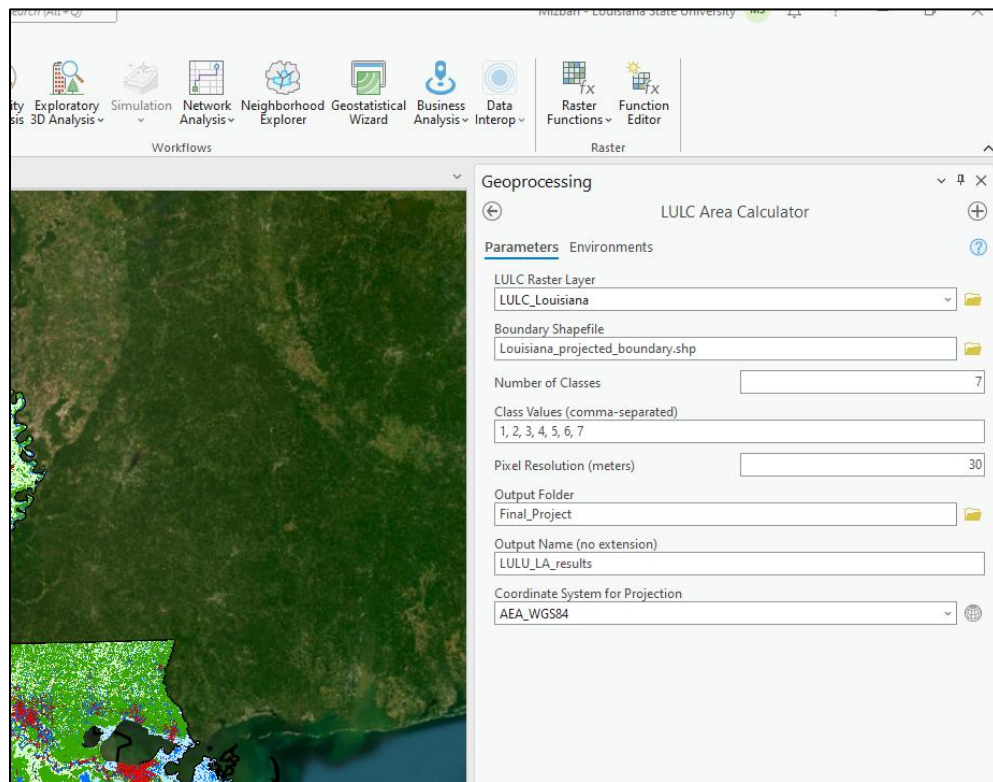 Search (Alt+Q)
Mizbah - Louisiana State University MS ?
Exploratory Simulation Network Neighborhood Geostatistical Business Data Raster Function
3D Analysis Analysis Explorer Wizard Analysis Interop Functions Editor
Workflows Raster
Geoprocessing
LULC Area Calculator
Parameters Environments ?
LULC Raster Layer
LULC_Louisiana
Boundary Shapefile
Louisiana_projected_boundary.shp
Number of Classes 7
Class Values (comma-separated)
1, 2, 3, 4, 5, 6, 7
Pixel Resolution (meters) 30
Output Folder
Final_Project
Output Name (no extension)
LULU_LA_results
Coordinate System for Projection
AEA_WGS84